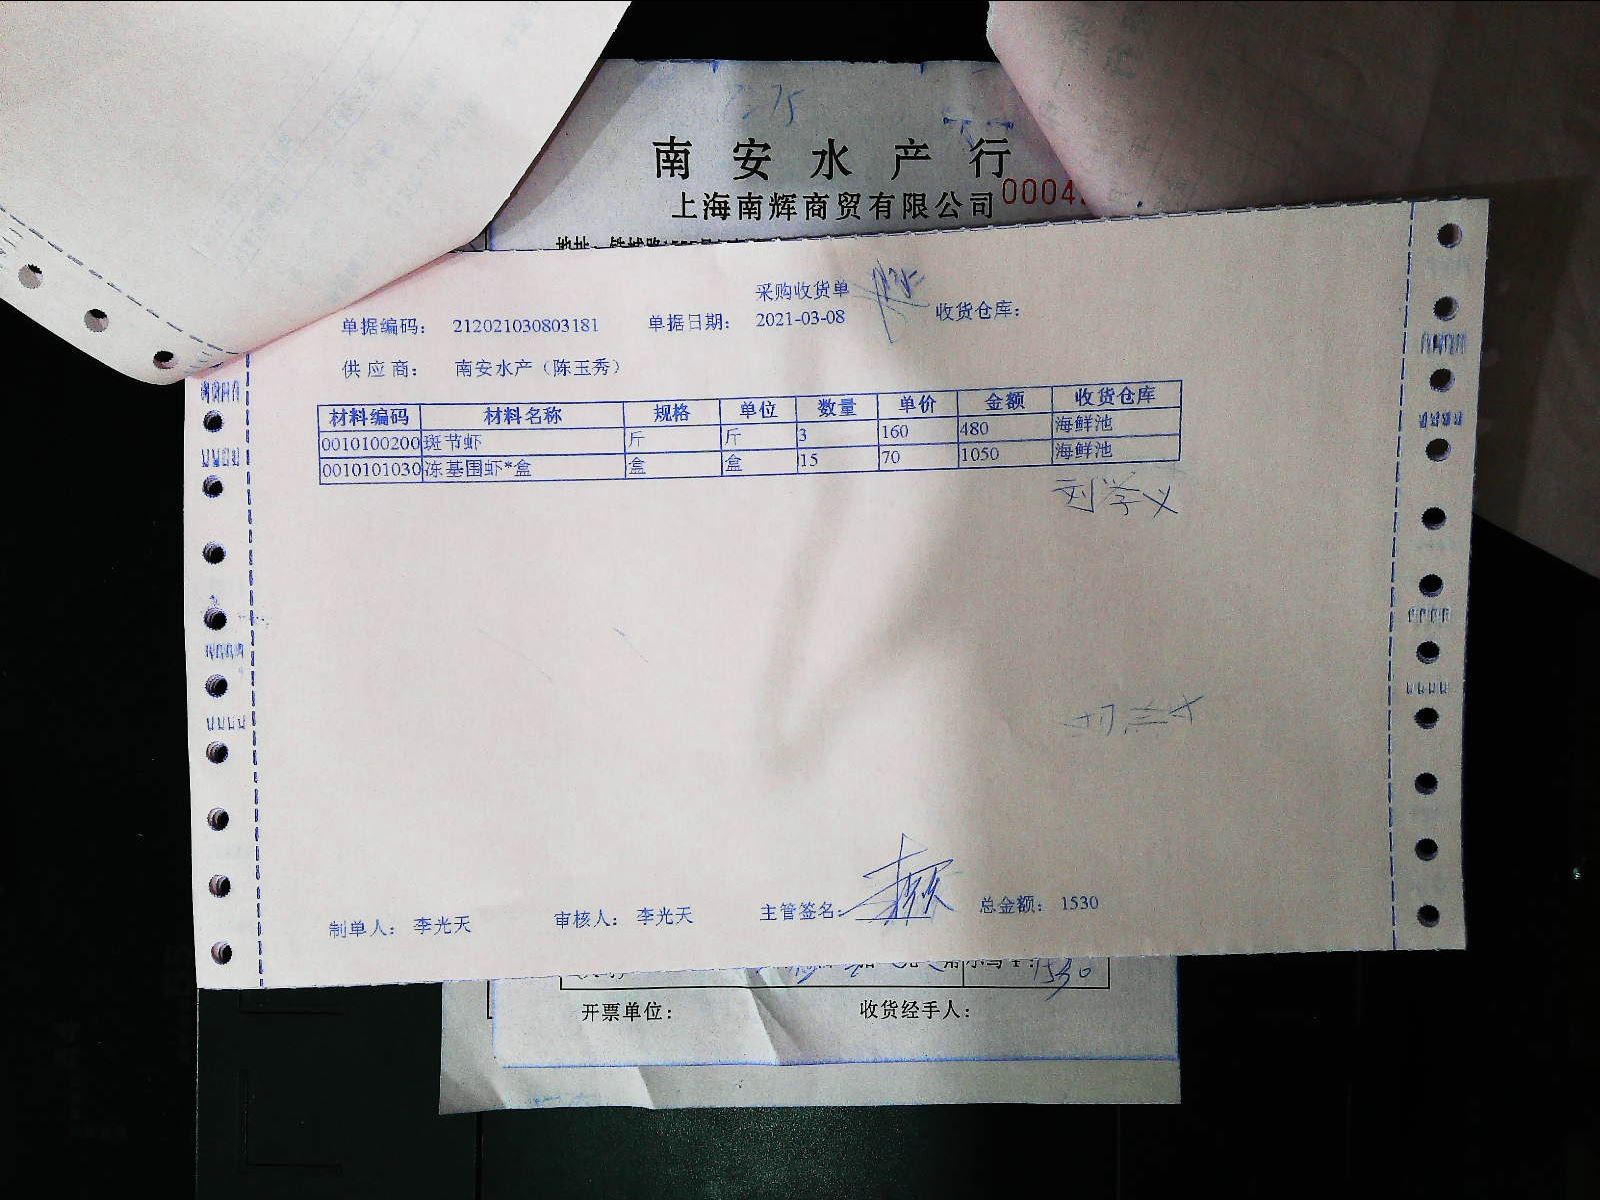 南安水产行
上海南辉商贸有限公司 0004
采购收货单
单据编码： 212021030803181 单据日期： 2021-03-08 收货仓库：
供应商： 南安水产（陈玉秀）
材料编码 材料名称 规格 单位 数量 单价 金额 收货仓库
0010100200 斑节虾 斤 斤 3 160 480 海鲜池
0010101030 冻基围虾*盒 盒 盒 15 70 1050 海鲜池
刘学义
制单人： 李光天 审核人： 李光天 主管签名： 总金额： 1530
1530
开票单位： 收货经手人：